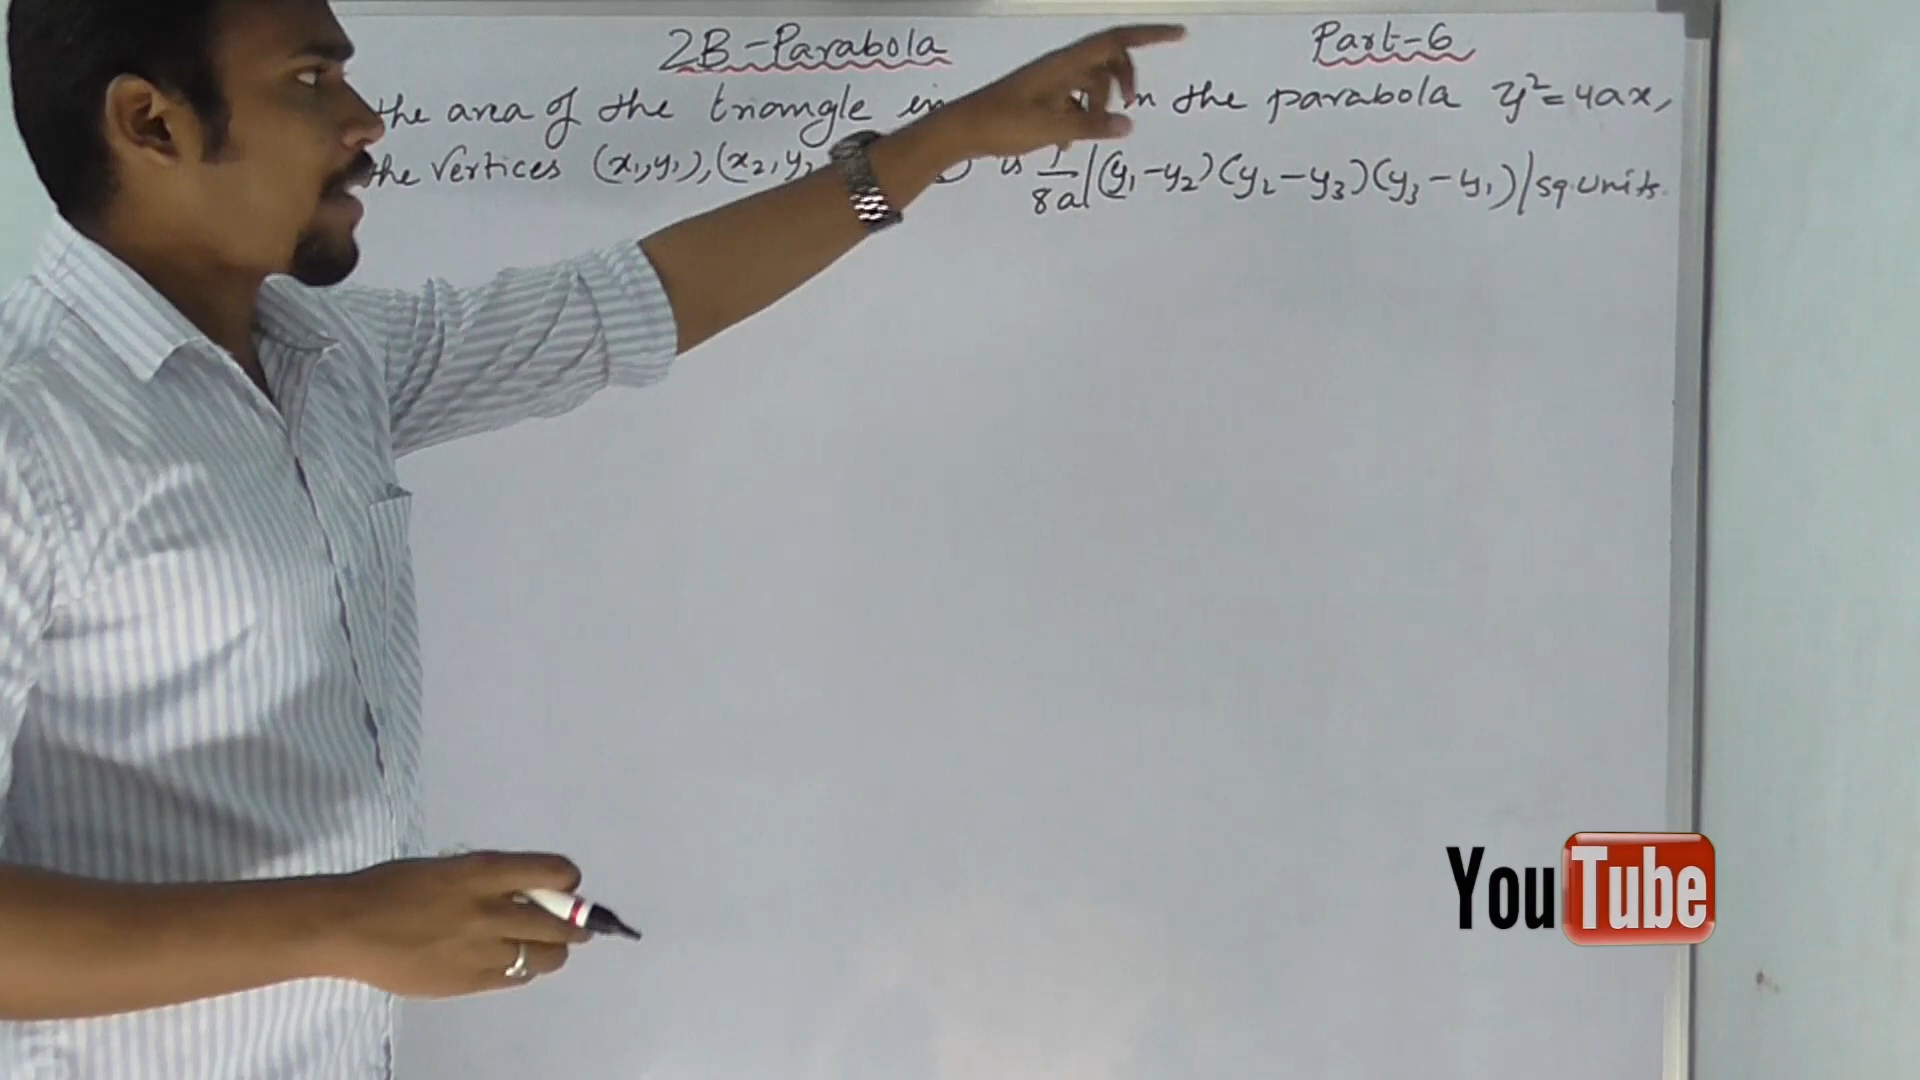 2B-Parabola Part-6
the area of the triangle in the parabola y²=4ax,
the vertices (x₁,y₁),(x₂,y₂ is 1/8a |(y₁-y₂)(y₂-y₃)(y₃-y₁)| sq units.
YouTube